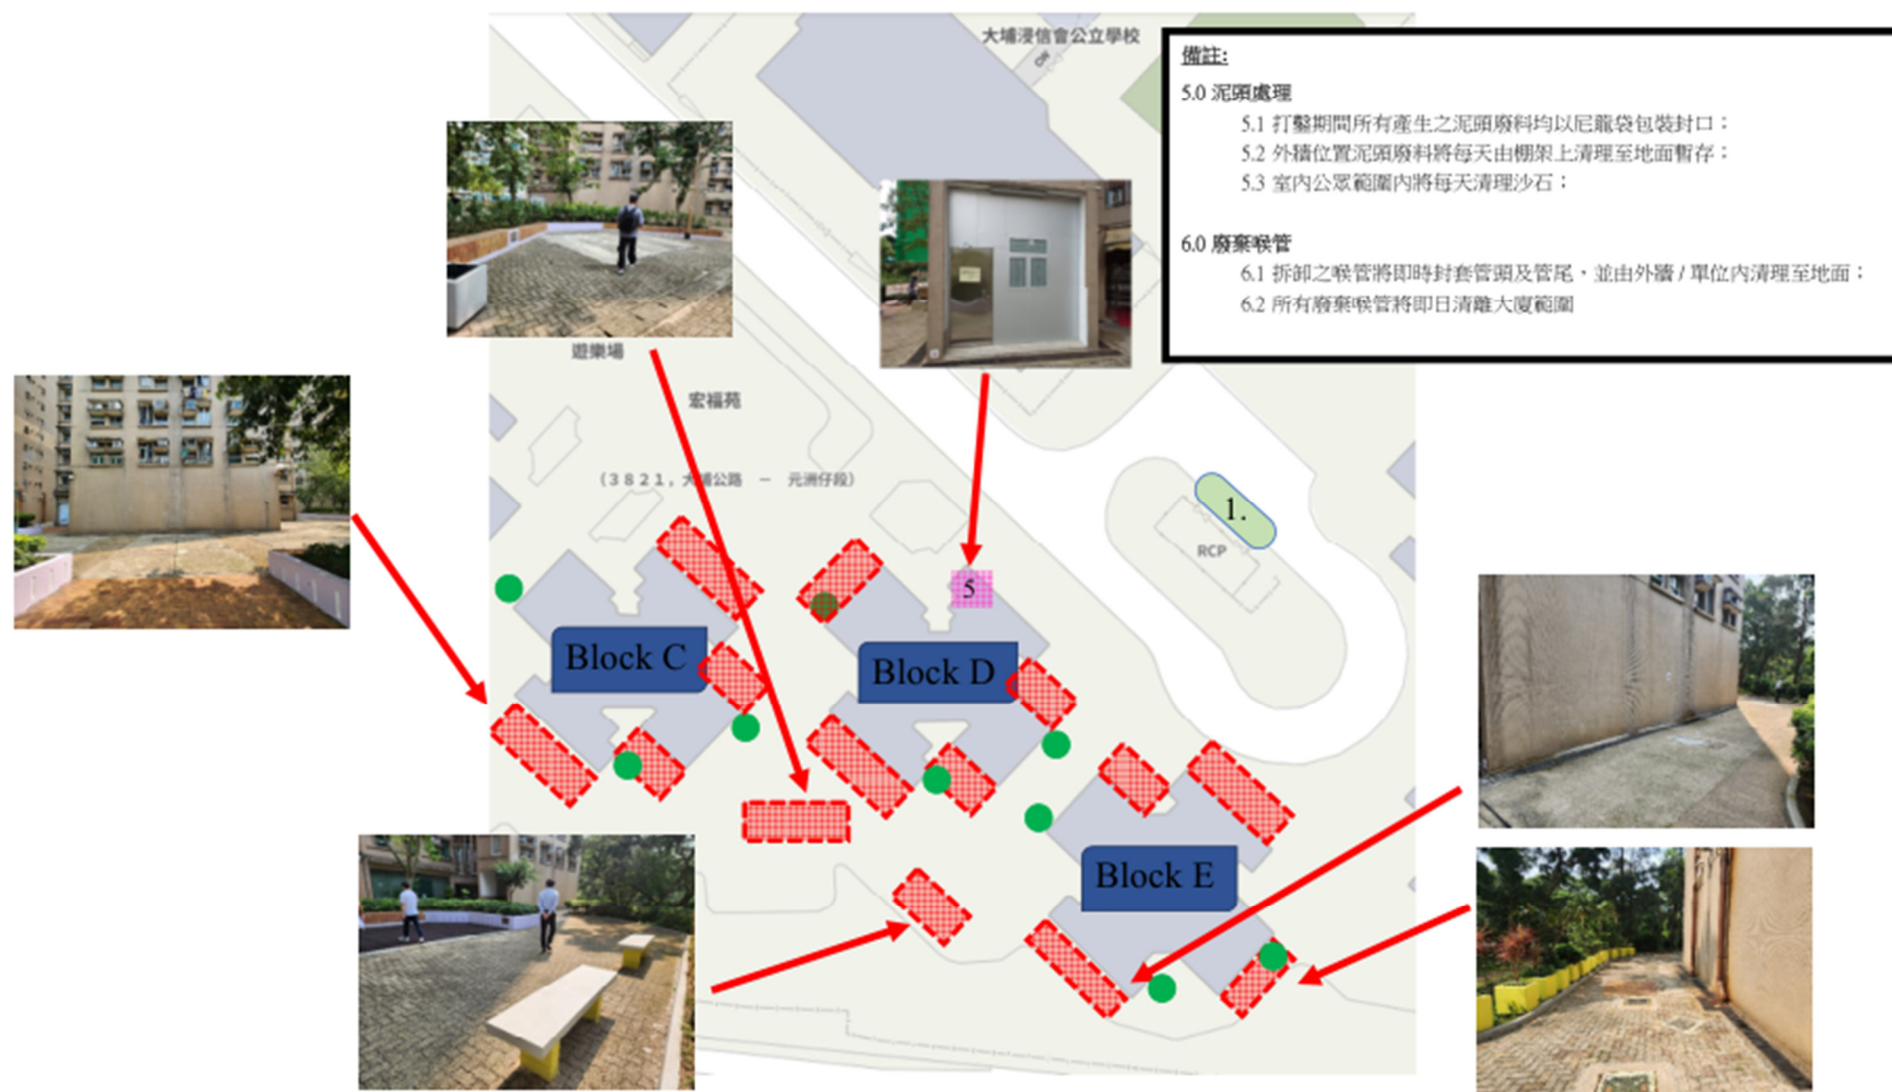 大埔浸信會公立學校
備註:
5.0 泥頭處理
5.1 打鑿期間所有產生之泥頭廢料均以尼龍袋包裝封口；
5.2 外牆位置泥頭廢料將每天由棚架上清理至地面暫存；
5.3 室內公眾範圍內將每天清理沙石；
6.0 廢棄喉管
6.1 拆卸之喉管將即時封套管頭及管尾，並由外牆 / 單位內清理至地面；
6.2 所有廢棄喉管將即日清離大廈範圍
遊樂場
宏福苑
(3821, 大埔公路 － 元洲仔段)
1.
RCP
5
Block C
Block D
Block E